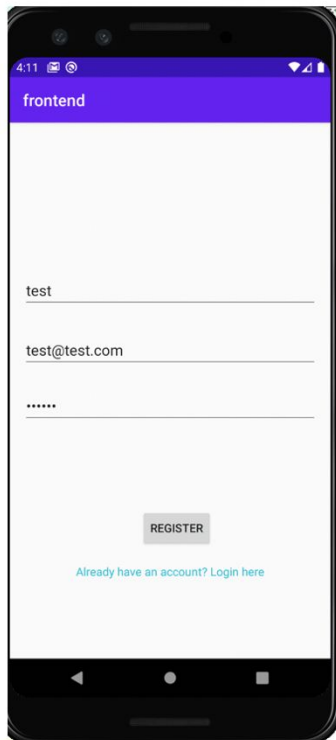 4:11
frontend
test
test@test.com
••••••
REGISTER
Already have an account? Login here